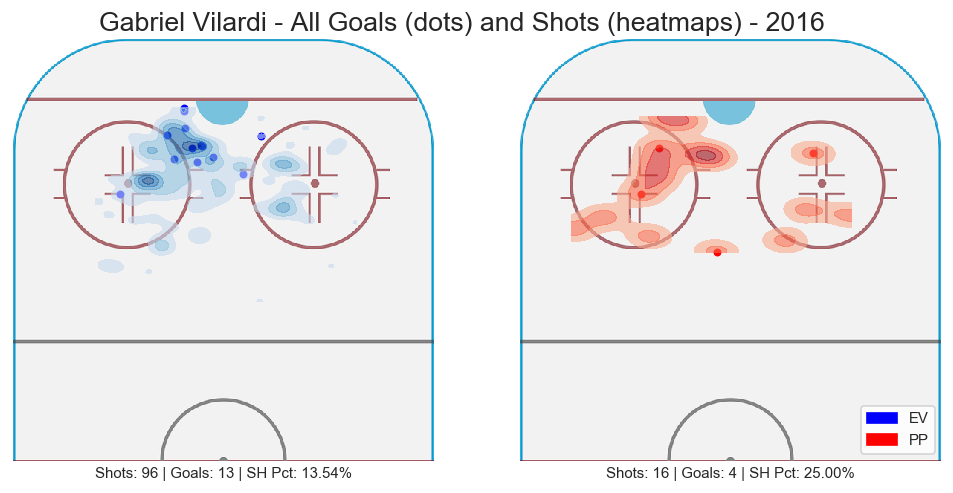 Gabriel Vilardi - All Goals (dots) and Shots (heatmaps) - 2016
EV
PP
Shots: 96 | Goals: 13 | SH Pct: 13.54%
Shots: 16 | Goals: 4 | SH Pct: 25.00%